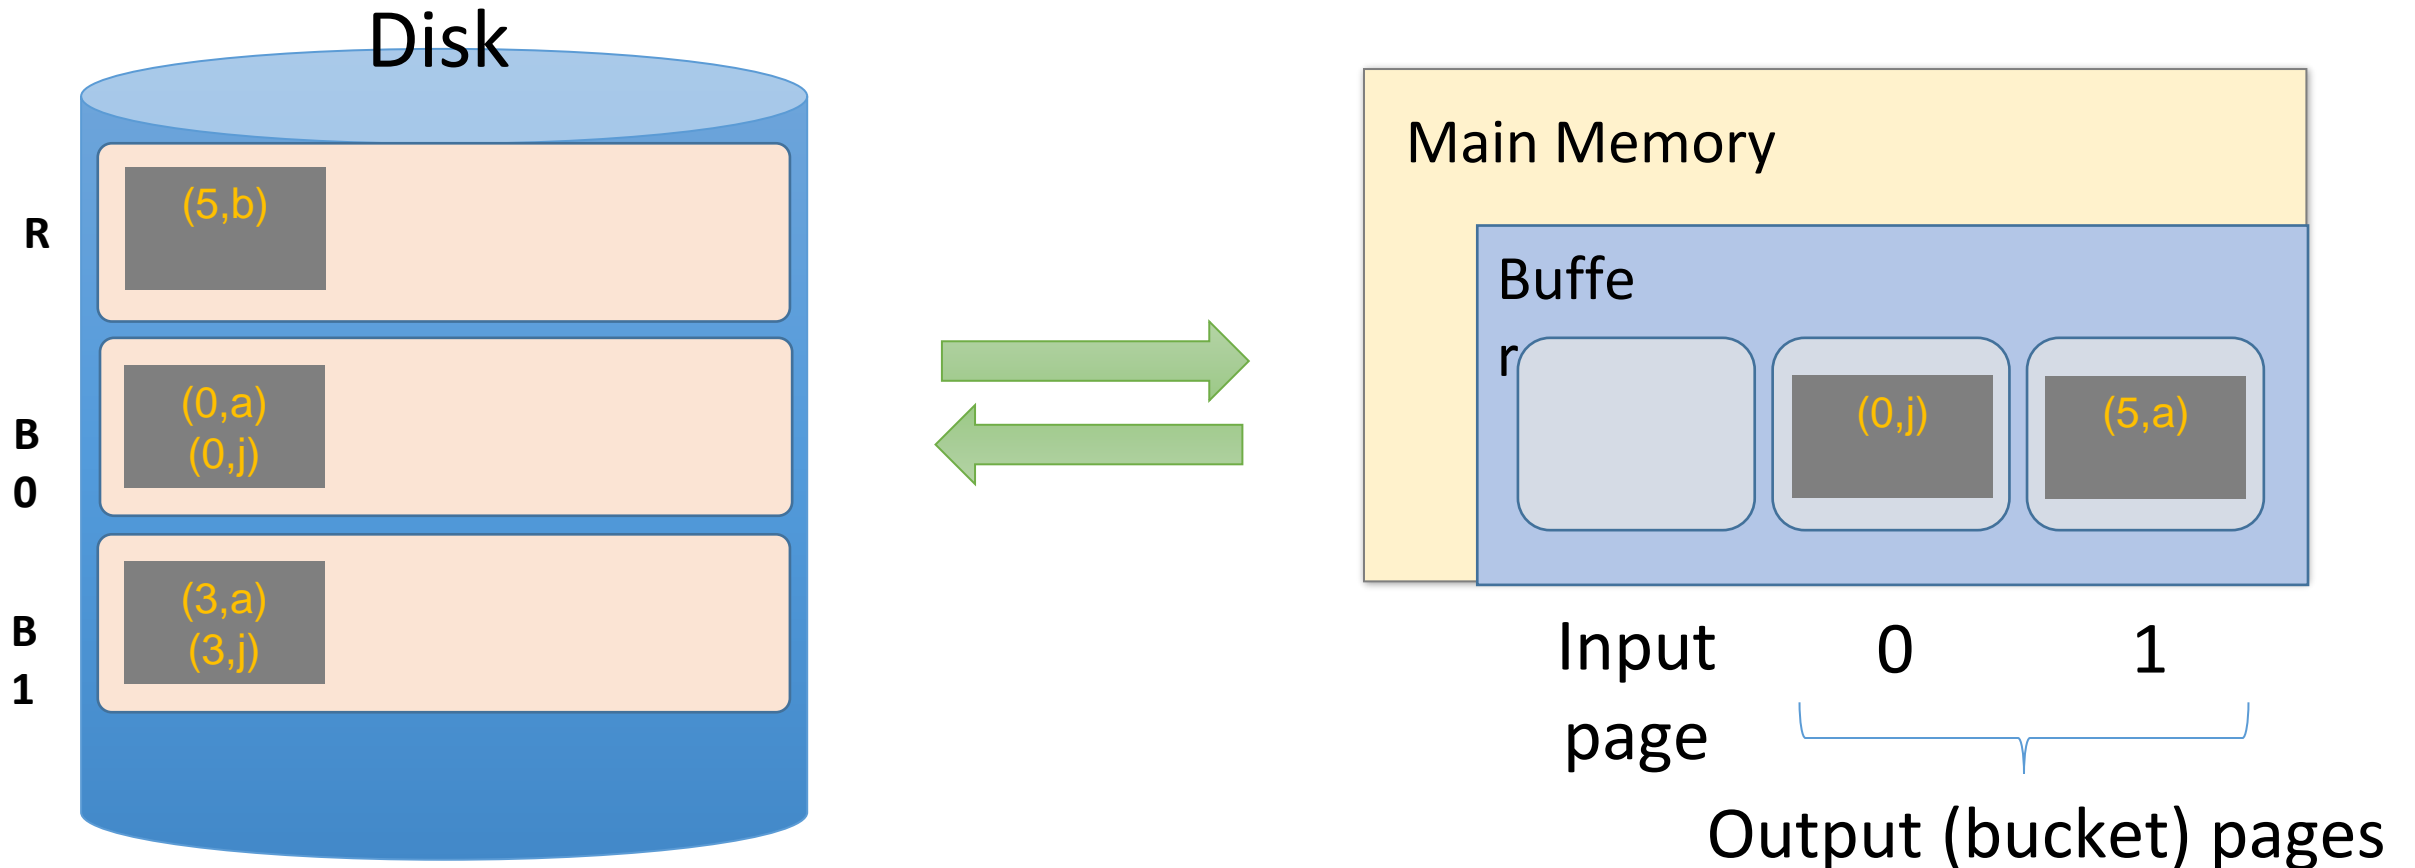 Disk
R
(5,b)
B
0
(0,a)
(0,j)
B
1
(3,a)
(3,j)
Main Memory
Buffe
r
(0,j)
(5,a)
Input
page
0
1
Output (bucket) pages